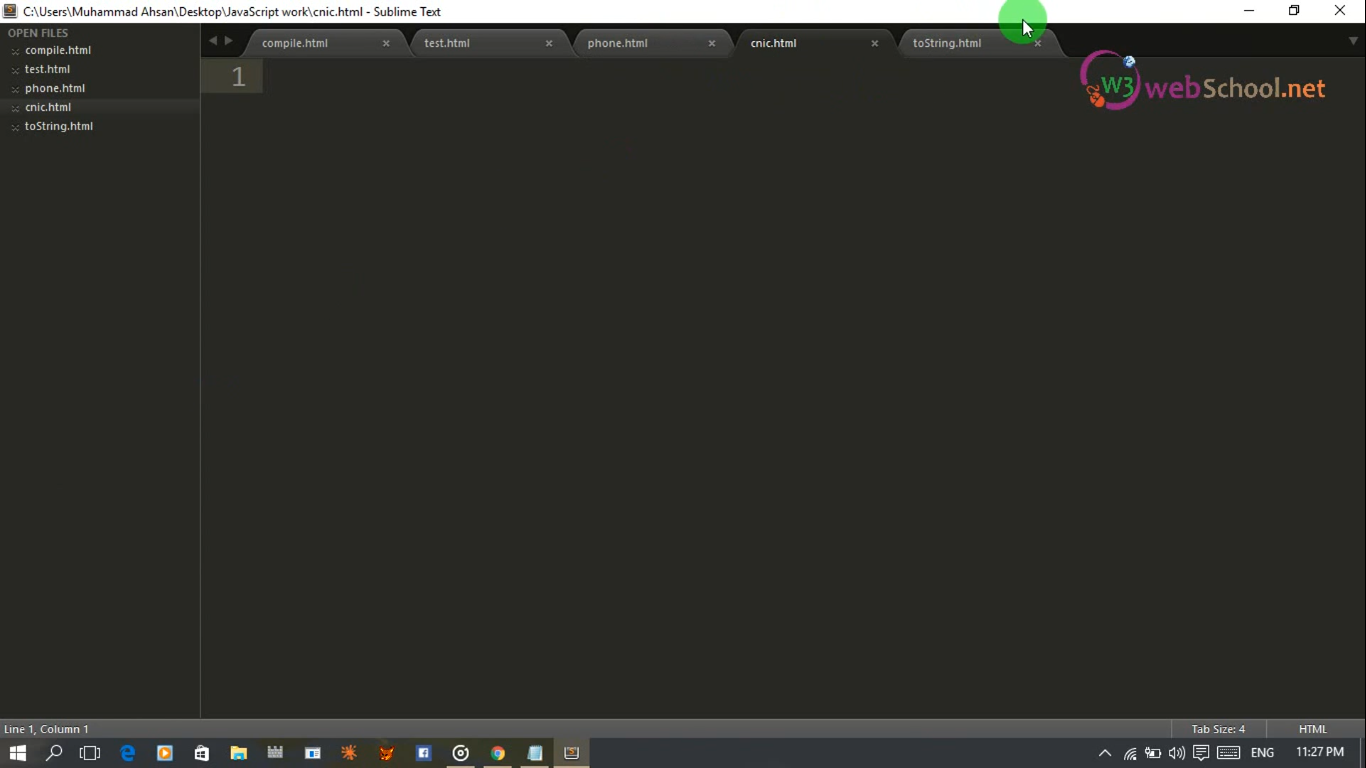 C:\Users\Muhammad Ahsan\Desktop\JavaScript work\cnic.html - Sublime Text
OPEN FILES
compile.html
test.html
phone.html
cnic.html
toString.html
compile.html
test.html
phone.html
cnic.html
toString.html
W3 webSchool.net
1
Line 1, Column 1
Tab Size: 4
HTML
ENG
11:27 PM